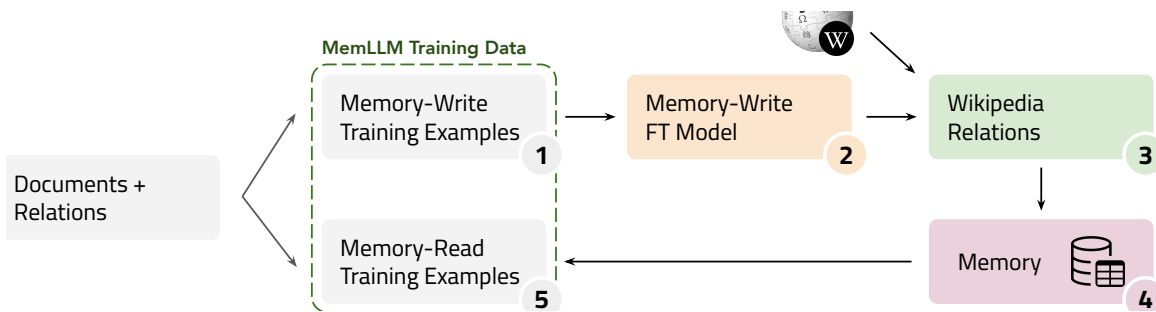 Ω
W
MemLLM Training Data
Memory-Write
Training Examples
1
Memory-Write
FT Model
2
Wikipedia
Relations
3
Documents +
Relations
Memory-Read
Training Examples
5
Memory
4